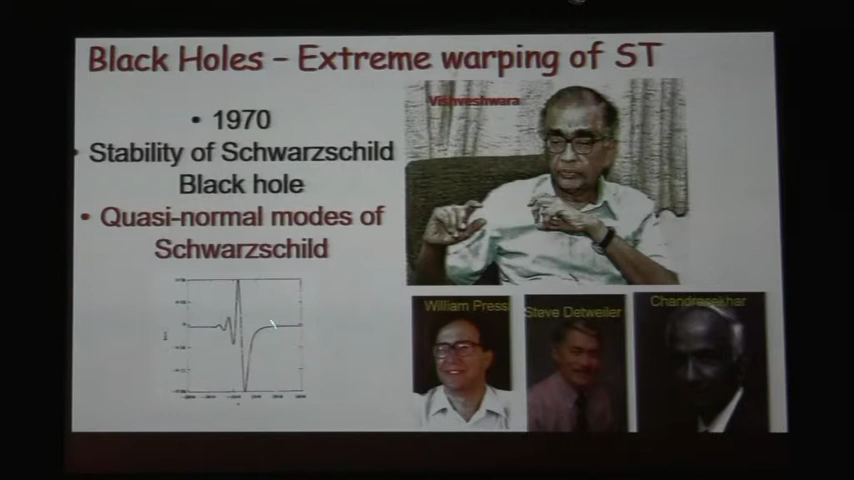 Black Holes – Extreme warping of ST
• 1970
• Stability of Schwarzschild
Black hole
• Quasi-normal modes of
Schwarzschild
Vishveshwara
William Press
Steve Detweiler
Chandrasekhar